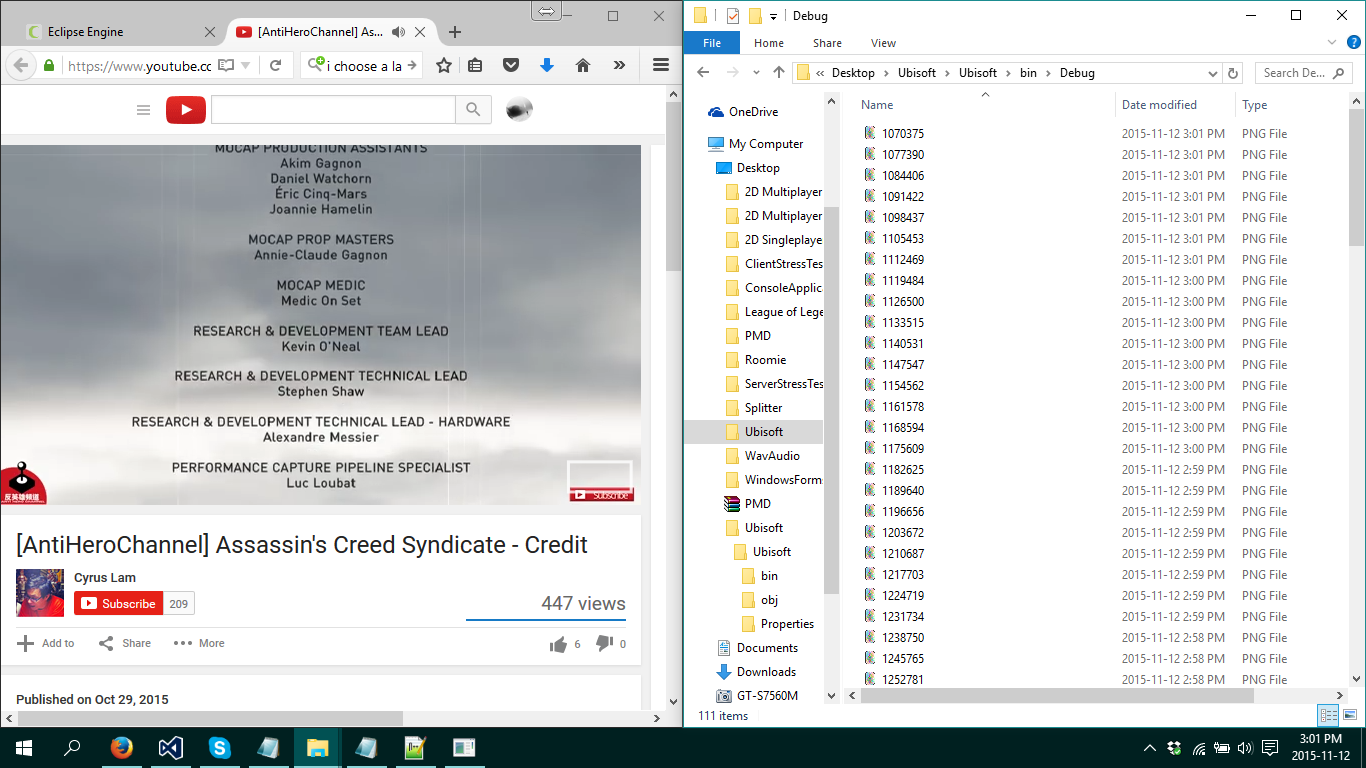 Eclipse Engine
[AntiHeroChannel] As...
https://www.youtube.cc
i choose a la
MOCAP PRODUCTION ASSISTANTS
Akim Gagnon
Daniel Watchorn
Éric Cinq-Mars
Joannie Hamelin
MOCAP PROP MASTERS
Annie-Claude Gagnon
MOCAP MEDIC
Medic On Set
RESEARCH & DEVELOPMENT TEAM LEAD
Kevin O'Neal
RESEARCH & DEVELOPMENT TECHNICAL LEAD
Stephen Shaw
RESEARCH & DEVELOPMENT TECHNICAL LEAD - HARDWARE
Alexandre Messier
PERFORMANCE CAPTURE PIPELINE SPECIALIST
Luc Loubat
反英雄頻道
Subscribe
[AntiHeroChannel] Assassin's Creed Syndicate - Credit
Cyrus Lam
Subscribe 209
447 views
Add to Share More 6 0
Published on Oct 29, 2015
Debug
File Home Share View
« Desktop Ubisoft Ubisoft bin Debug
Search De...
OneDrive
My Computer
Desktop
2D Multiplayer
2D Multiplayer
2D Singleplaye
ClientStressTes
ConsoleApplic
League of Lege
PMD
Roomie
ServerStressTes
Splitter
Ubisoft
WavAudio
WindowsForm
PMD
Ubisoft
Ubisoft
bin
obj
Properties
Documents
Downloads
GT-S7560M
Name Date modified Type
1070375 2015-11-12 3:01 PM PNG File
1077390 2015-11-12 3:01 PM PNG File
1084406 2015-11-12 3:01 PM PNG File
1091422 2015-11-12 3:01 PM PNG File
1098437 2015-11-12 3:01 PM PNG File
1105453 2015-11-12 3:01 PM PNG File
1112469 2015-11-12 3:01 PM PNG File
1119484 2015-11-12 3:00 PM PNG File
1126500 2015-11-12 3:00 PM PNG File
1133515 2015-11-12 3:00 PM PNG File
1140531 2015-11-12 3:00 PM PNG File
1147547 2015-11-12 3:00 PM PNG File
1154562 2015-11-12 3:00 PM PNG File
1161578 2015-11-12 3:00 PM PNG File
1168594 2015-11-12 3:00 PM PNG File
1175609 2015-11-12 3:00 PM PNG File
1182625 2015-11-12 2:59 PM PNG File
1189640 2015-11-12 2:59 PM PNG File
1196656 2015-11-12 2:59 PM PNG File
1203672 2015-11-12 2:59 PM PNG File
1210687 2015-11-12 2:59 PM PNG File
1217703 2015-11-12 2:59 PM PNG File
1224719 2015-11-12 2:59 PM PNG File
1231734 2015-11-12 2:59 PM PNG File
1238750 2015-11-12 2:58 PM PNG File
1245765 2015-11-12 2:58 PM PNG File
1252781 2015-11-12 2:58 PM PNG File
111 items
3:01 PM
2015-11-12